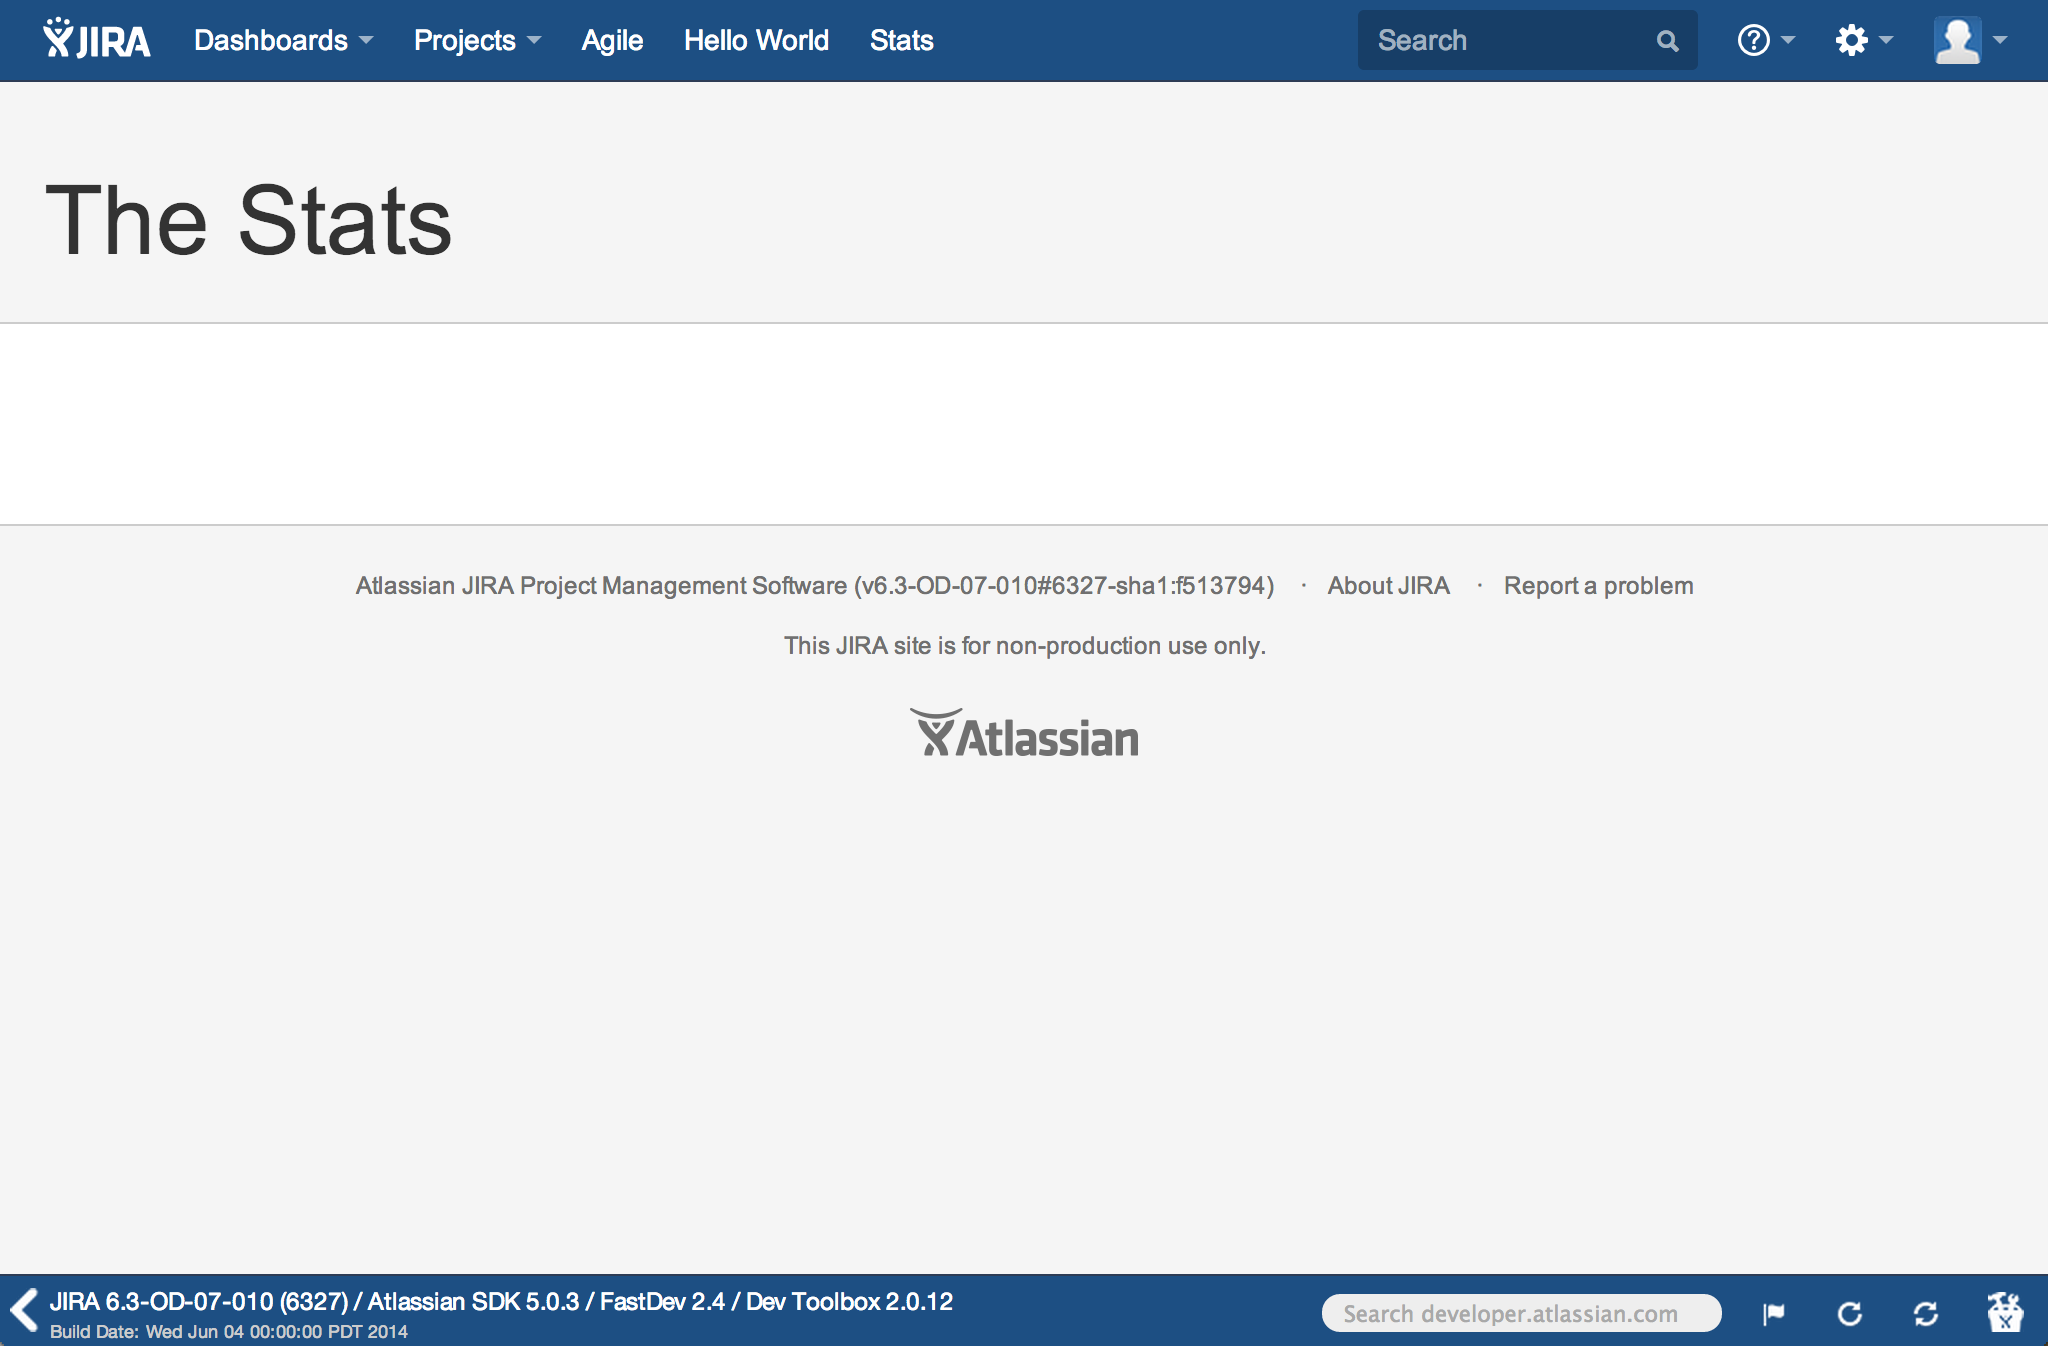 JIRA Dashboards Projects Agile Hello World Stats Search
The Stats
Atlassian JIRA Project Management Software (v6.3-OD-07-010#6327-sha1:f513794) · About JIRA · Report a problem
This JIRA site is for non-production use only.
Atlassian
JIRA 6.3-OD-07-010 (6327) / Atlassian SDK 5.0.3 / FastDev 2.4 / Dev Toolbox 2.0.12
Build Date: Wed Jun 04 00:00:00 PDT 2014
Search developer.atlassian.com